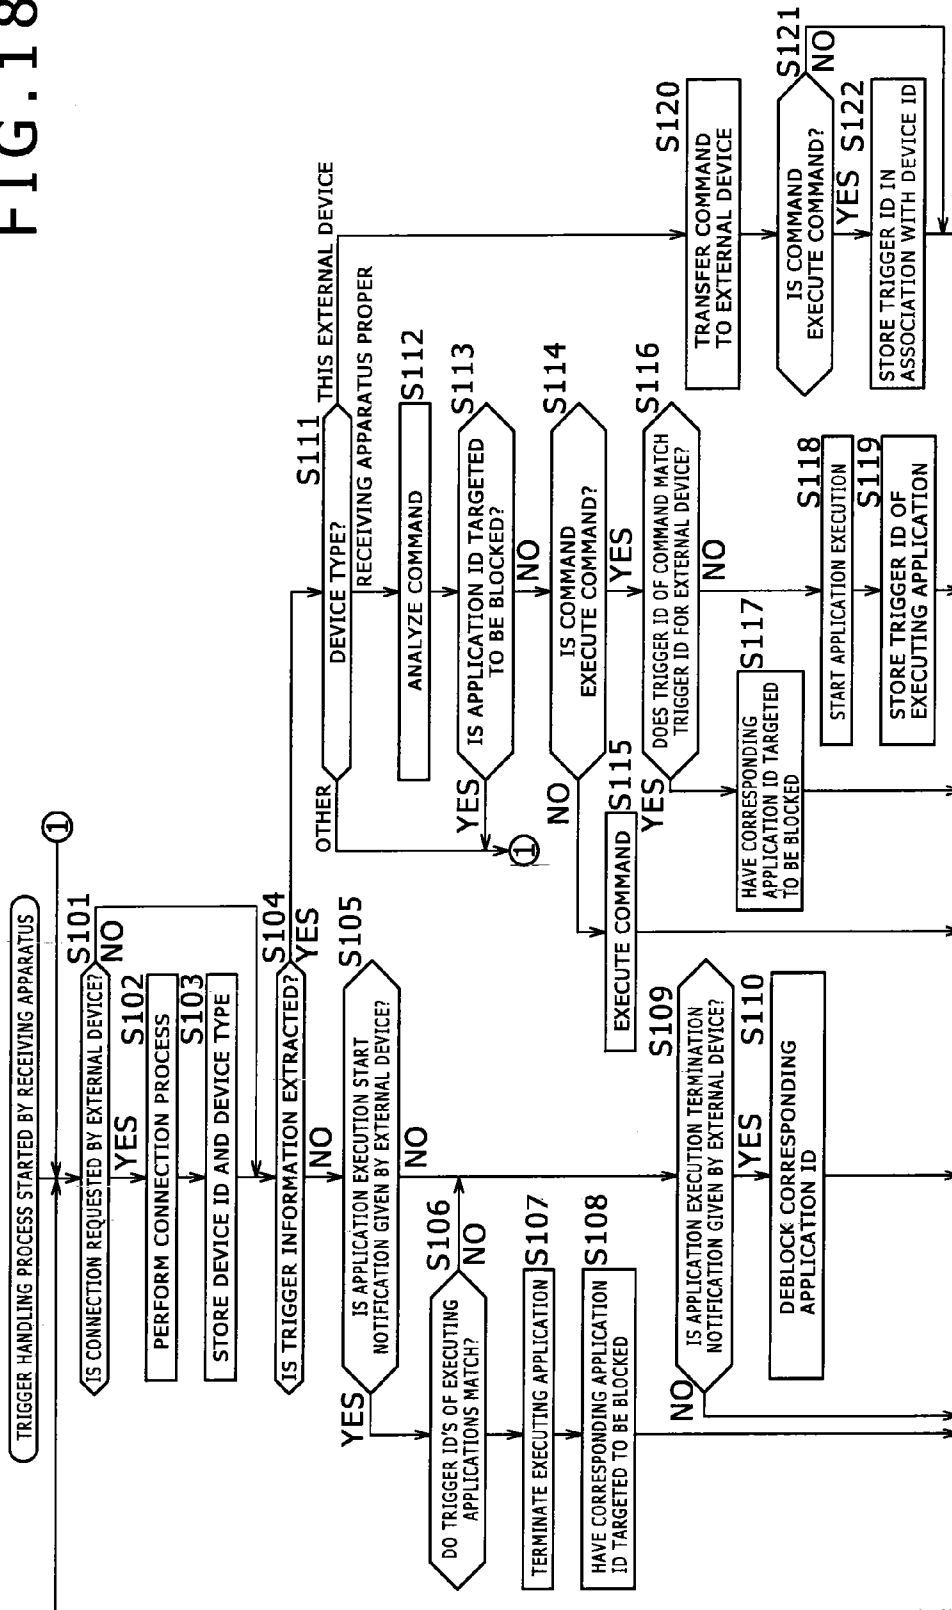 FIG.18
TRIGGER HANDLING PROCESS STARTED BY RECEIVING APPARATUS
1
S101
IS CONNECTION REQUESTED BY EXTERNAL DEVICE?
NO
YES
S102
PERFORM CONNECTION PROCESS
S103
STORE DEVICE ID AND DEVICE TYPE
S104
IS TRIGGER INFORMATION EXTRACTED?
YES
NO
S105
IS APPLICATION EXECUTION START
NOTIFICATION GIVEN BY EXTERNAL DEVICE?
YES
NO
S106
DO TRIGGER ID'S OF EXECUTING
APPLICATIONS MATCH?
NO
S107
TERMINATE EXECUTING APPLICATION
S108
HAVE CORRESPONDING APPLICATION
ID TARGETED TO BE BLOCKED
S109
IS APPLICATION EXECUTION TERMINATION
NOTIFICATION GIVEN BY EXTERNAL DEVICE?
NO
YES
S110
DEBLOCK CORRESPONDING
APPLICATION ID
S111
DEVICE TYPE?
THIS EXTERNAL DEVICE
OTHER
RECEIVING APPARATUS PROPER
S112
ANALYZE COMMAND
S113
IS APPLICATION ID TARGETED
TO BE BLOCKED?
YES
NO
1
S114
IS COMMAND
EXECUTE COMMAND?
NO
YES
S115
EXECUTE COMMAND
S116
DOES TRIGGER ID OF COMMAND MATCH
TRIGGER ID FOR EXTERNAL DEVICE?
YES
NO
S117
HAVE CORRESPONDING
APPLICATION ID TARGETED
TO BE BLOCKED
S118
START APPLICATION EXECUTION
S119
STORE TRIGGER ID OF
EXECUTING APPLICATION
S120
TRANSFER COMMAND
TO EXTERNAL DEVICE
S121
IS COMMAND
EXECUTE COMMAND?
NO
YES
S122
STORE TRIGGER ID IN
ASSOCIATION WITH DEVICE ID